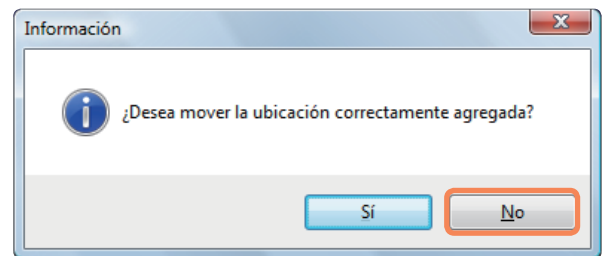 Información
¿Desea mover la ubicación correctamente agregada?
Sí
No